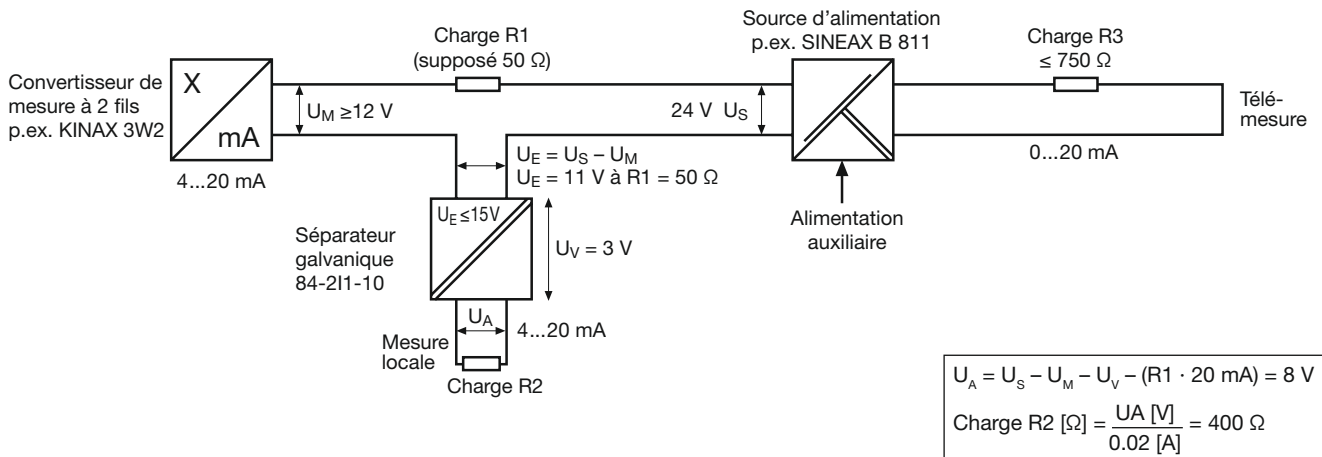 Convertisseur de
mesure à 2 fils
p.ex. KINAX 3W2
X
mA
4...20 mA
Charge R1
(supposé 50 Ω)
U_M ≥12 V
Source d’alimentation
p.ex. SINEAX B 811
24 V U_S
Charge R3
≤ 750 Ω
Télé-
mesure
0...20 mA
Alimentation
auxiliaire
U_E = U_S – U_M
U_E = 11 V à R1 = 50 Ω
U_E ≤15V
Séparateur
galvanique
84-2I1-10
U_V = 3 V
U_A
4...20 mA
Mesure
locale
Charge R2
U_A = U_S – U_M – U_V – (R1 · 20 mA) = 8 V
Charge R2 [Ω] = UA [V] / 0.02 [A] = 400 Ω